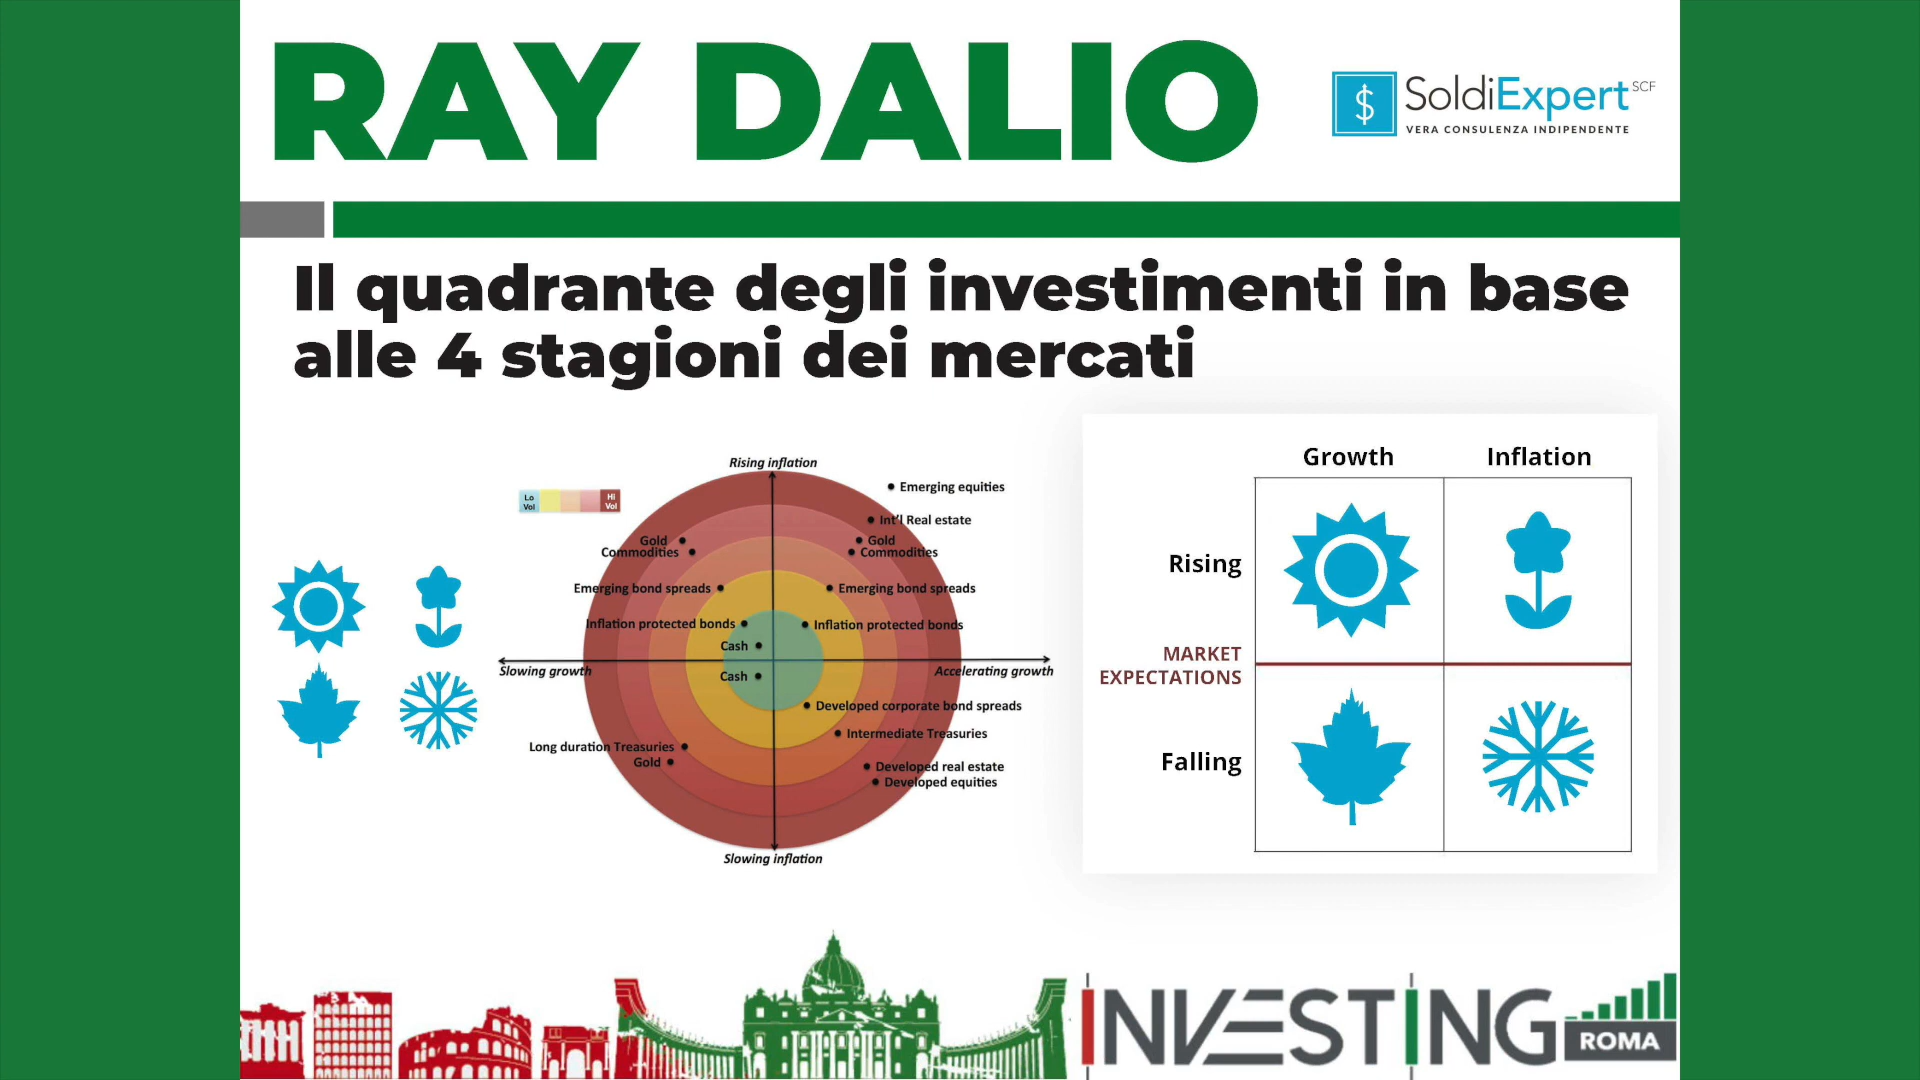 RAY DALIO
SoldiExpert SCF
VERA CONSULENZA INDIPENDENTE
Il quadrante degli investimenti in base
alle 4 stagioni dei mercati
Rising inflation
Lo Vol
Hi Vol
Emerging equities
Int'l Real estate
Gold
Gold
Commodities
Commodities
Emerging bond spreads
Emerging bond spreads
Inflation protected bonds
Inflation protected bonds
Cash
Slowing growth
Accelerating growth
Cash
Developed corporate bond spreads
Intermediate Treasuries
Long duration Treasuries
Gold
Developed real estate
Developed equities
Slowing inflation
Growth
Inflation
Rising
MARKET
EXPECTATIONS
Falling
INVESTING
ROMA